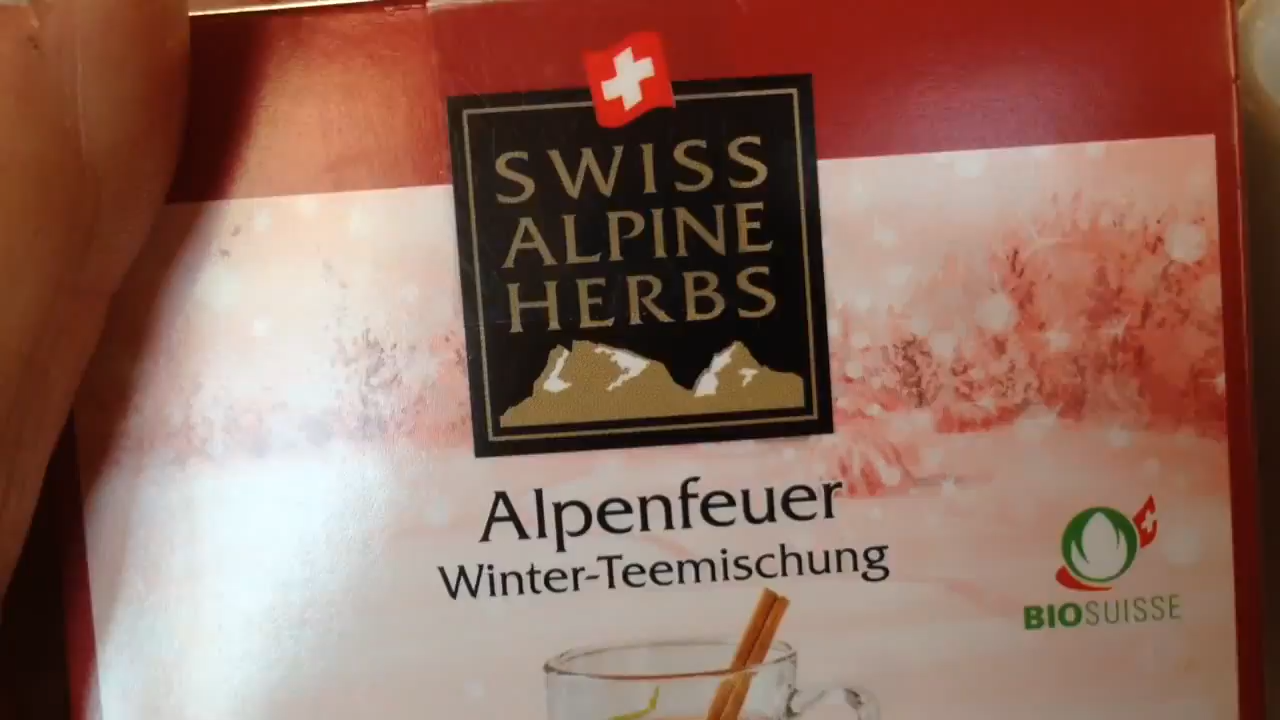 SWISS
ALPINE
HERBS
Alpenfeuer
Winter-Teemischung
BIOSUISSE